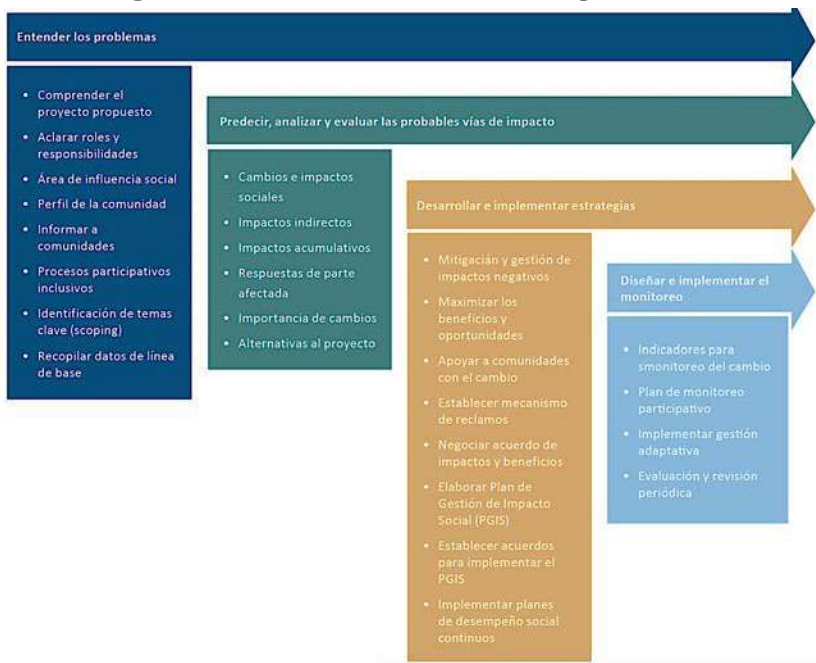 Entender los problemas
• Comprender el
proyecto propuesto
• Aclarar roles y
responsabilidades
• Área de influencia social
• Perfil de la comunidad
• Informar a
comunidades
• Procesos participativos
inclusivos
• Identificación de temas
clave (scoping)
• Recopilar datos de línea
de base
Predecir, analizar y evaluar las probables vías de impacto
• Cambios e impactos
sociales
• Impactos indirectos
• Impactos acumulativos
• Respuestas de parte
afectada
• Importancia de cambios
• Alternativas al proyecto
Desarrollar e implementar estrategias
• Mitigacián y gestión de
impactos negativos
• Maximizar los
beneficios y
oportunidades
• Apoyar a comunidades
con el cambio
• Establecer mecanismo
de reclamos
• Negociar acuerdo de
impactos y beneficios
• Elaborar Plan de
Gestión de Impacto
Social (PGIS)
• Establecer acuerdos
para implementar el
PGIS
• Implementar planes
de desempeño social
continuos
Diseñar e implementar el
monitoreo
• Indicadores para
smonitoreo del cambio
• Plan de monitoreo
participativo
• Implementar gestión
adaptativa
• Evaluación y revisión
periódica